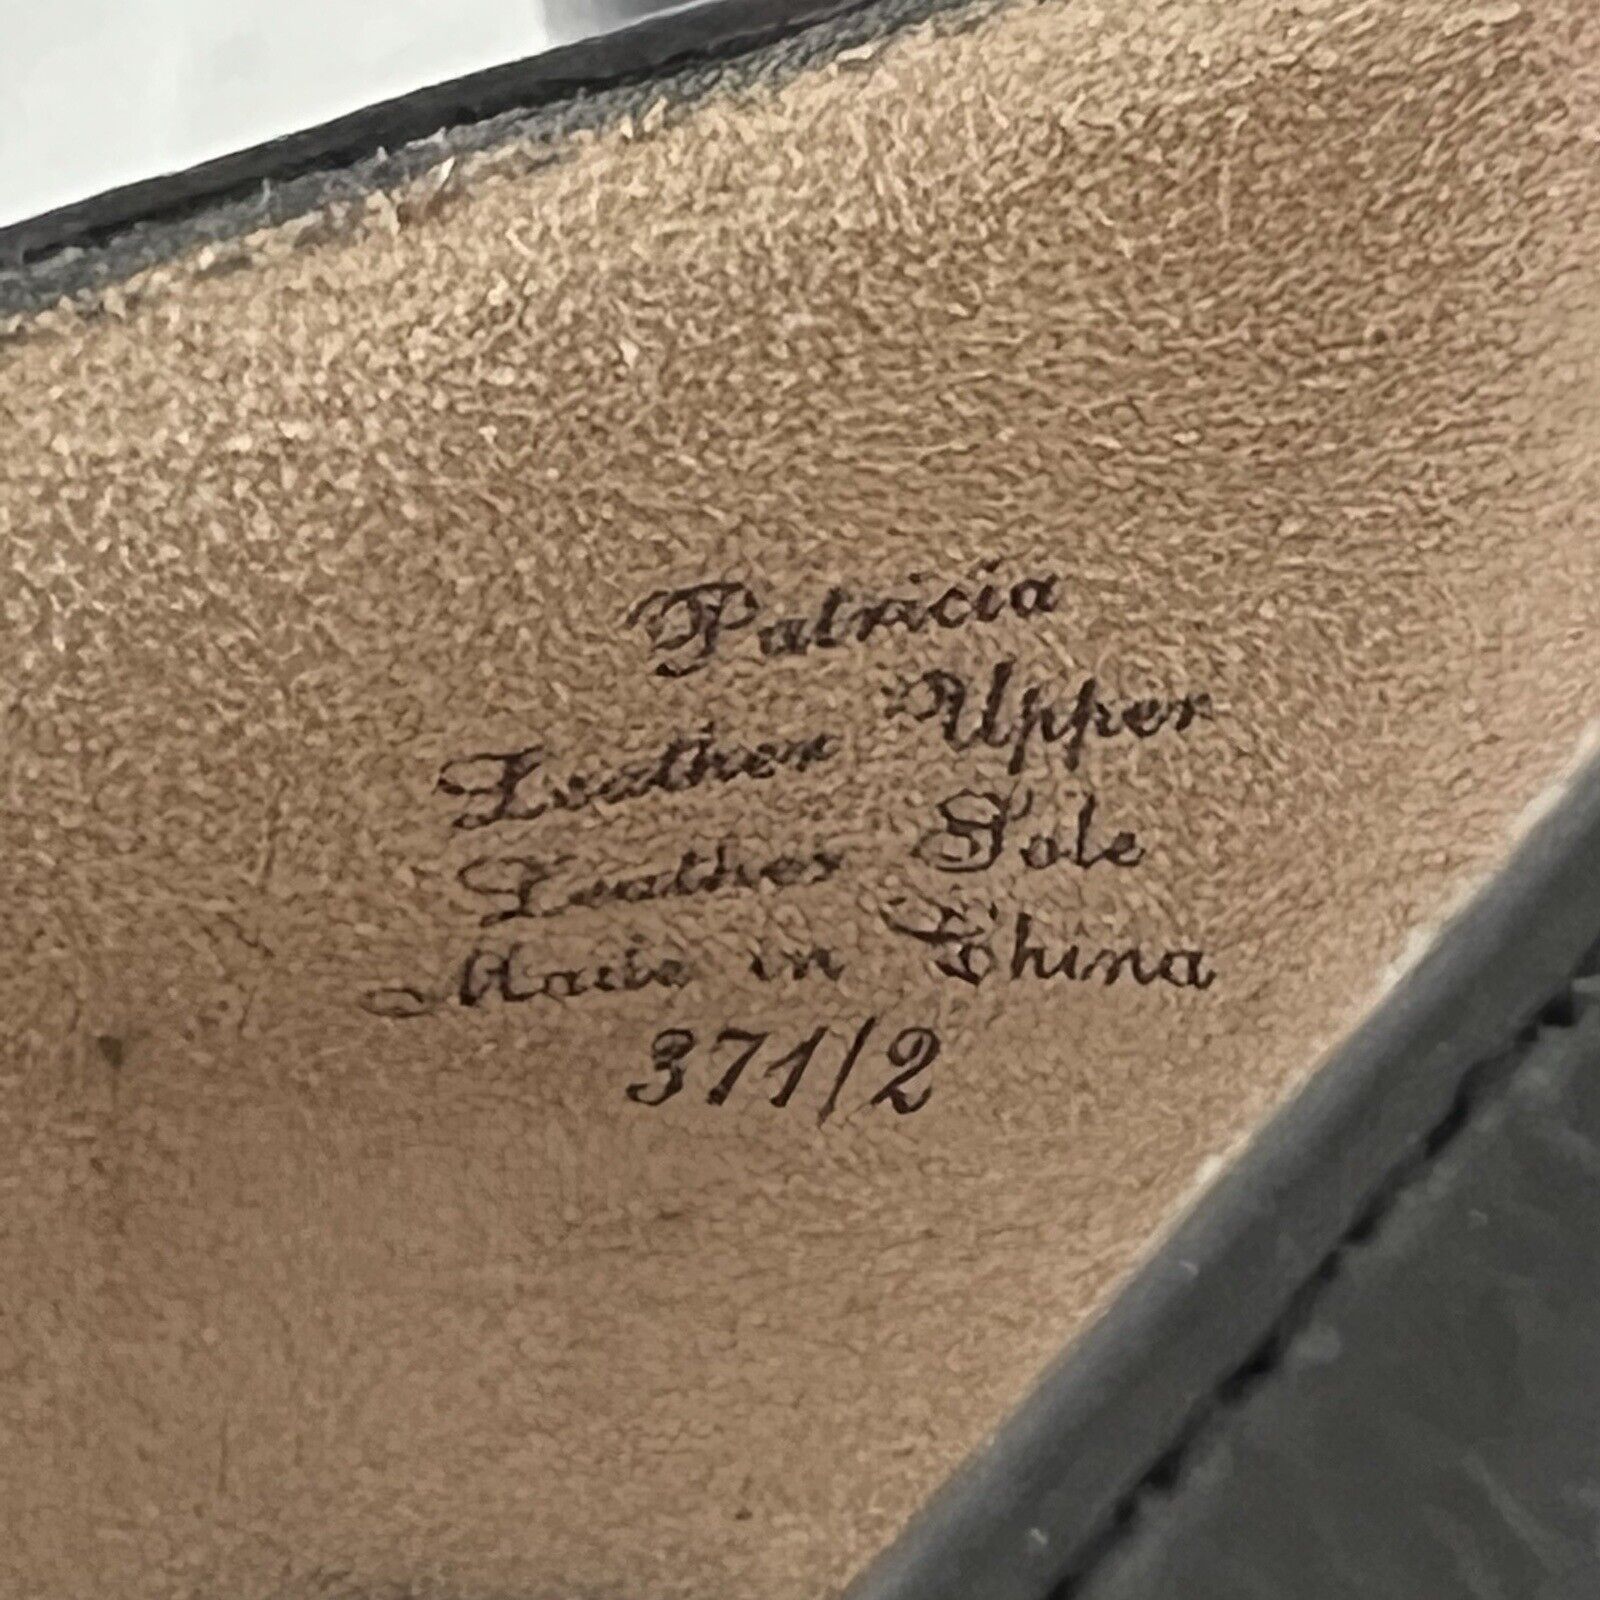 Patricia
Leather Upper
Leather Sole
Made in China
371/2